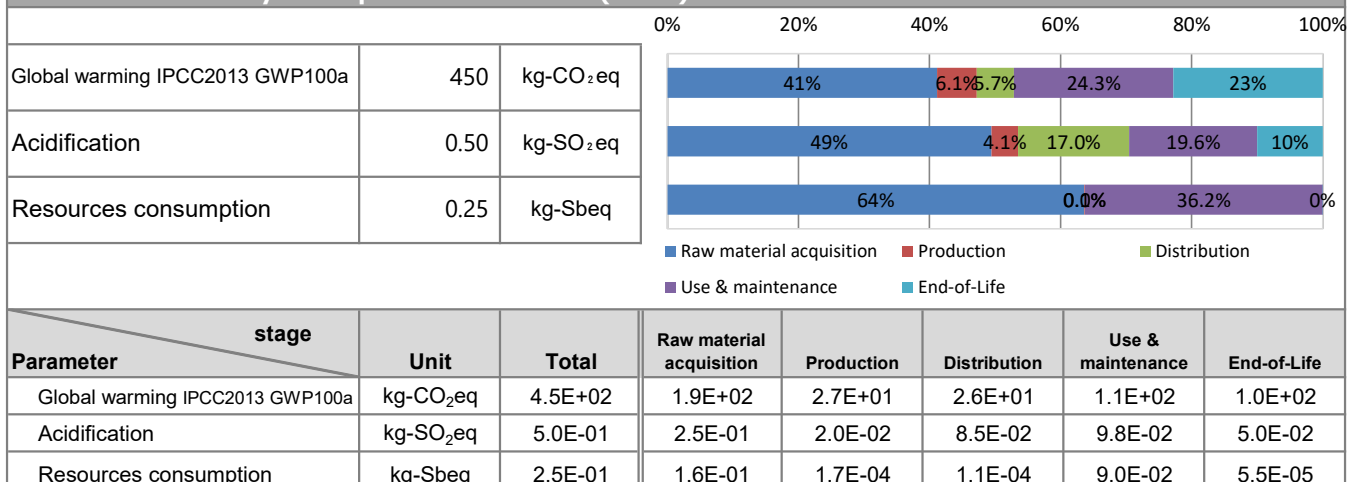 0% 20% 40% 60% 80% 100%
Global warming IPCC2013 GWP100a 450 kg-CO₂eq 41% 6.1% 5.7% 24.3% 23%
Acidification 0.50 kg-SO₂eq 49% 4.1% 17.0% 19.6% 10%
Resources consumption 0.25 kg-Sbeq 64% 36.2% 0%
Raw material acquisition Production Distribution
Use & maintenance End-of-Life
stage
Parameter Unit Total Raw material acquisition Production Distribution Use & maintenance End-of-Life
Global warming IPCC2013 GWP100a kg-CO₂eq 4.5E+02 1.9E+02 2.7E+01 2.6E+01 1.1E+02 1.0E+02
Acidification kg-SO₂eq 5.0E-01 2.5E-01 2.0E-02 8.5E-02 9.8E-02 5.0E-02
Resources consumption kg-Sbeq 2.5E-01 1.6E-01 1.7E-04 1.1E-04 9.0E-02 5.5E-05